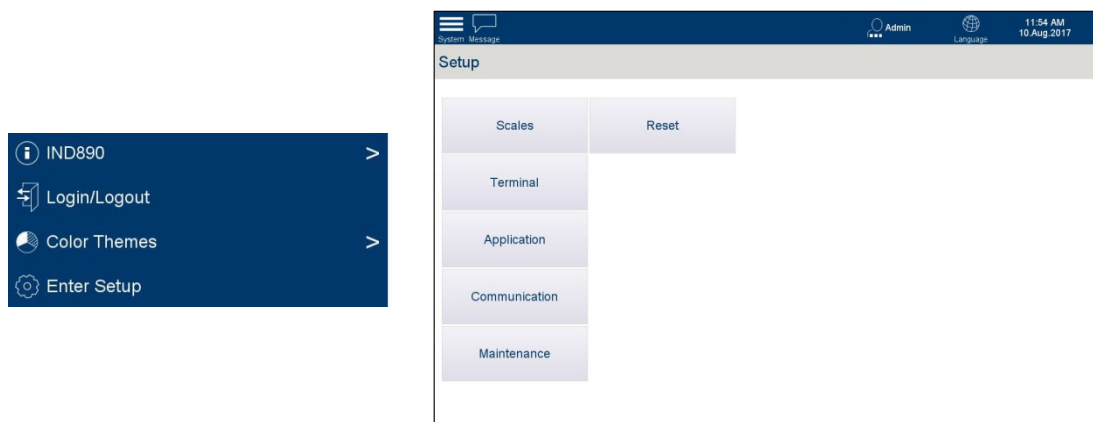 IND890 >
Login/Logout
Color Themes >
Enter Setup
System Message Admin Language 11:54 AM
10.Aug.2017
Setup
Scales Reset
Terminal
Application
Communication
Maintenance